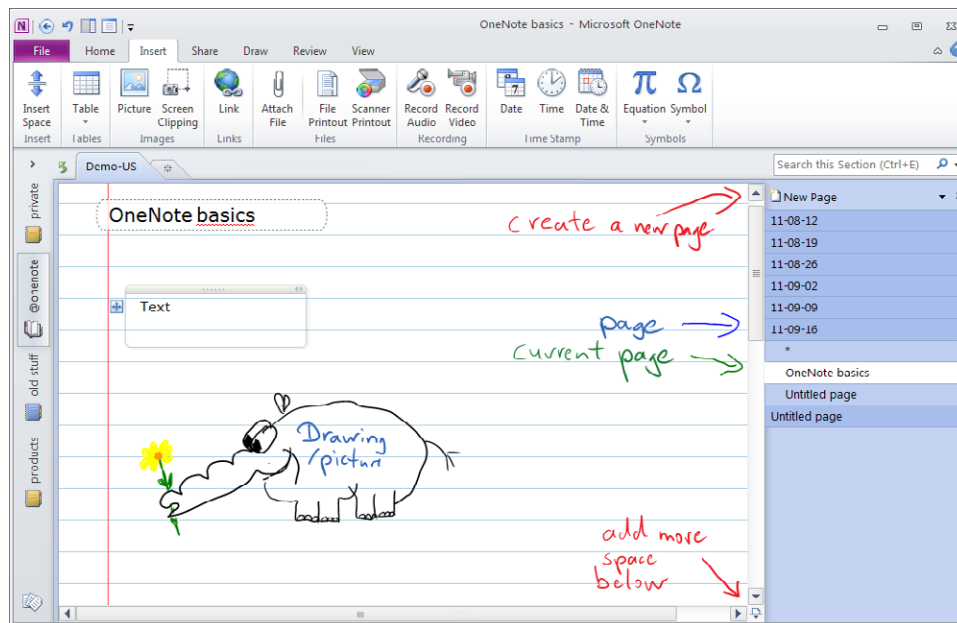 OneNote basics - Microsoft OneNote
File Home Insert Share Draw Review View
Insert Space
Table
Picture
Screen Clipping
Link
Attach File
File Printout
Scanner Printout
Record Audio
Record Video
Date
Time
Date & Time
Equation
Symbol
Insert Tables Images Links Files Recording Time Stamp Symbols
Demo-US
Search this Section (Ctrl+E)
private
@onenote
old stuff
products
OneNote basics
Text
create a new page
page
current page
Drawing
/picture
add more
space
below
New Page
11-08-12
11-08-19
11-08-26
11-09-02
11-09-09
11-09-16
*
OneNote basics
Untitled page
Untitled page